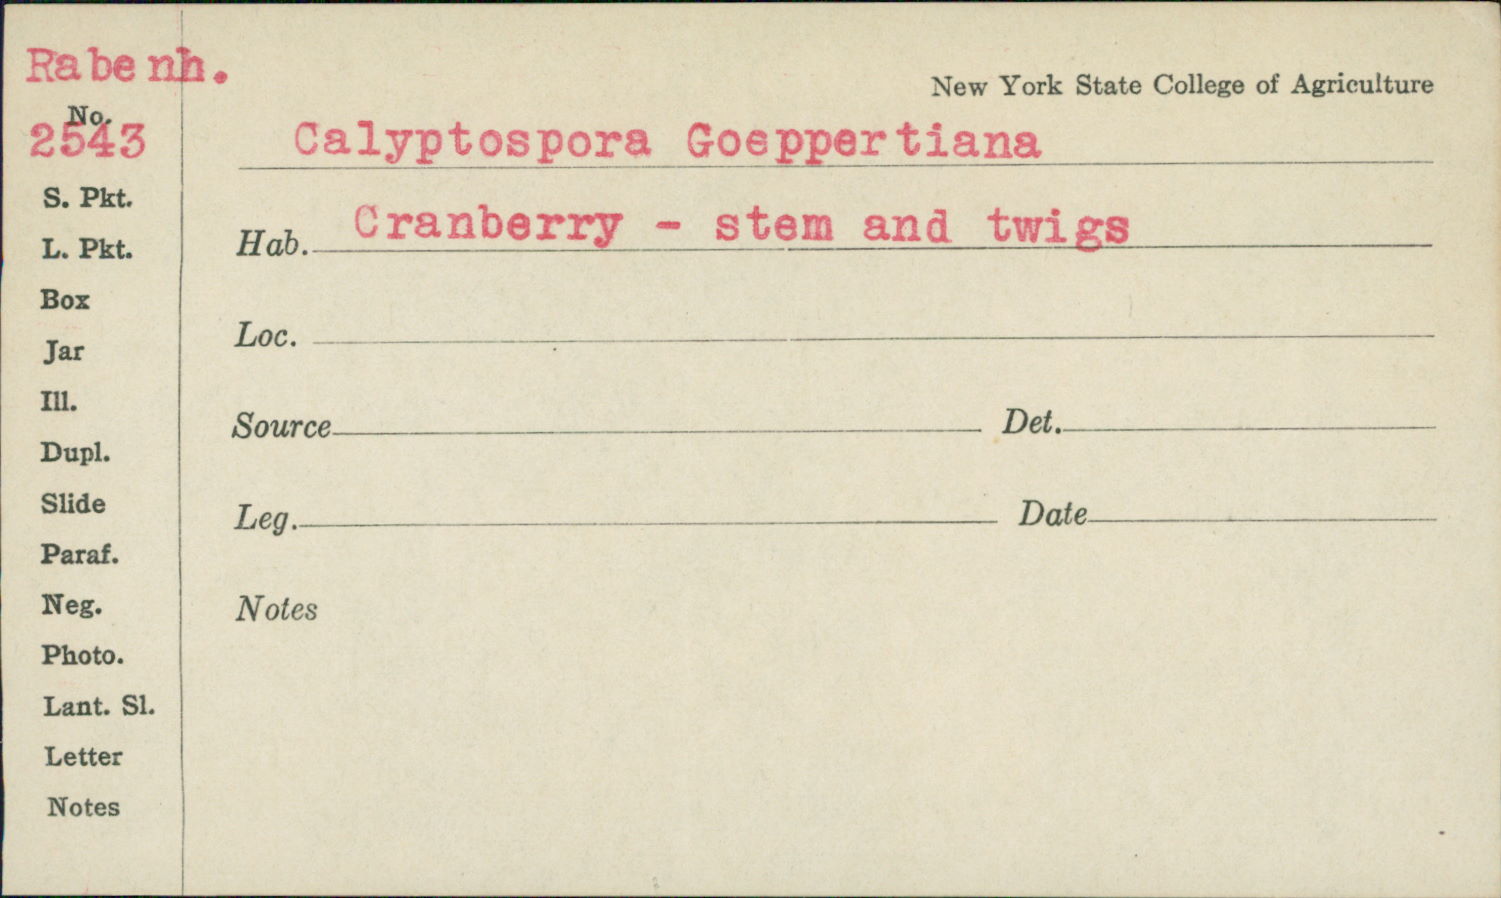 Rabenh.
New York State College of Agriculture
No.
2543
Calyptospora Goeppertiana
S. Pkt.
Hab. Cranberry - stem and twigs
L. Pkt.
Box
Loc.
Jar
Ill.
Source Det.
Dupl.
Slide
Leg. Date
Paraf.
Neg.
Notes
Photo.
Lant. Sl.
Letter
Notes